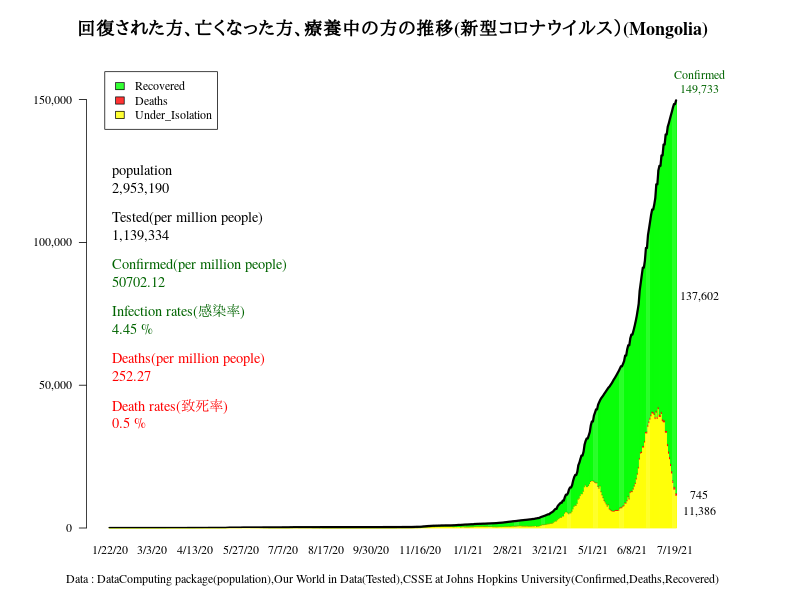 回復された方、亡くなった方、療養中の方の推移(新型コロナウイルス）(Mongolia)
Confirmed
149,733
Recovered
Deaths
Under_Isolation
150,000
100,000
50,000
0
population
2,953,190
Tested(per million people)
1,139,334
Confirmed(per million people)
50702.12
Infection rates(感染率)
4.45 %
Deaths(per million people)
252.27
Death rates(致死率)
0.5 %
137,602
745
11,386
1/22/20 3/3/20 4/13/20 5/27/20 7/7/20 8/17/20 9/30/20 11/16/20 1/1/21 2/8/21 3/21/21 5/1/21 6/8/21 7/19/21
Data : DataComputing package(population),Our World in Data(Tested),CSSE at Johns Hopkins University(Confirmed,Deaths,Recovered)